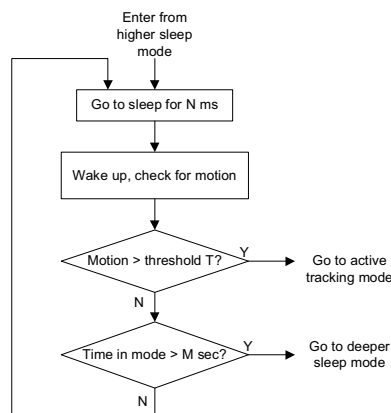 Enter from
higher sleep
mode
Go to sleep for N ms
Wake up, check for motion
Motion > threshold T?
Y
Go to active
tracking mode
N
Time in mode > M sec?
Y
Go to deeper
sleep mode
N